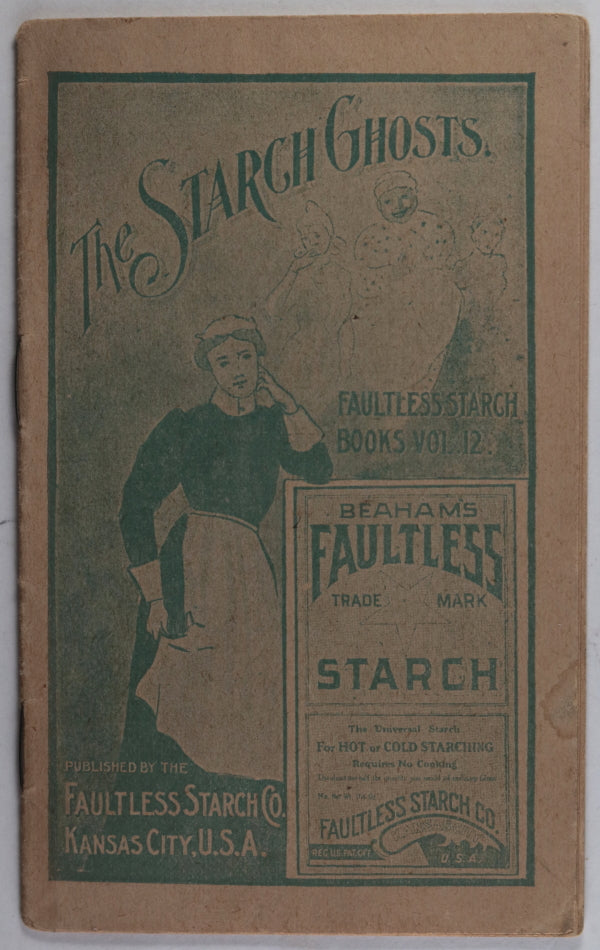 The STARCH GHOSTS.
FAULTLESS STARCH
BOOKS VOL. 12.
BEAHAM'S
FAULTLESS
TRADE MARK
STARCH
The Universal Starch
For HOT or COLD STARCHING
Requires No Cooking
FAULTLESS STARCH CO.
REG. U.S. PAT. OFF.
U.S.A.
PUBLISHED BY THE
FAULTLESS STARCH CO.
KANSAS CITY, U.S.A.